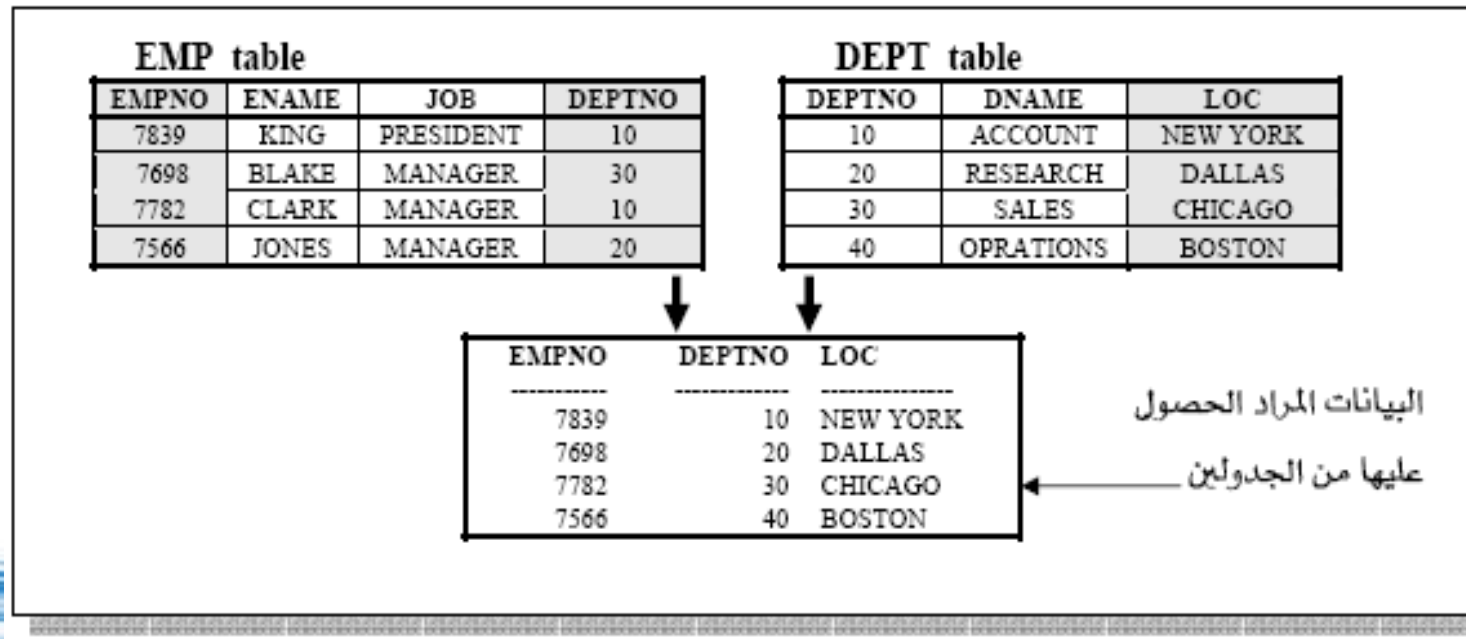 EMP table
EMPNO ENAME JOB DEPTNO
7839 KING PRESIDENT 10
7698 BLAKE MANAGER 30
7782 CLARK MANAGER 10
7566 JONES MANAGER 20
DEPT table
DEPTNO DNAME LOC
10 ACCOUNT NEW YORK
20 RESEARCH DALLAS
30 SALES CHICAGO
40 OPRATIONS BOSTON
EMPNO DEPTNO LOC
----------- ------------- ---------------
7839 10 NEW YORK
7698 20 DALLAS
7782 30 CHICAGO
7566 40 BOSTON
البيانات المراد الحصول
عليها من الجدولين